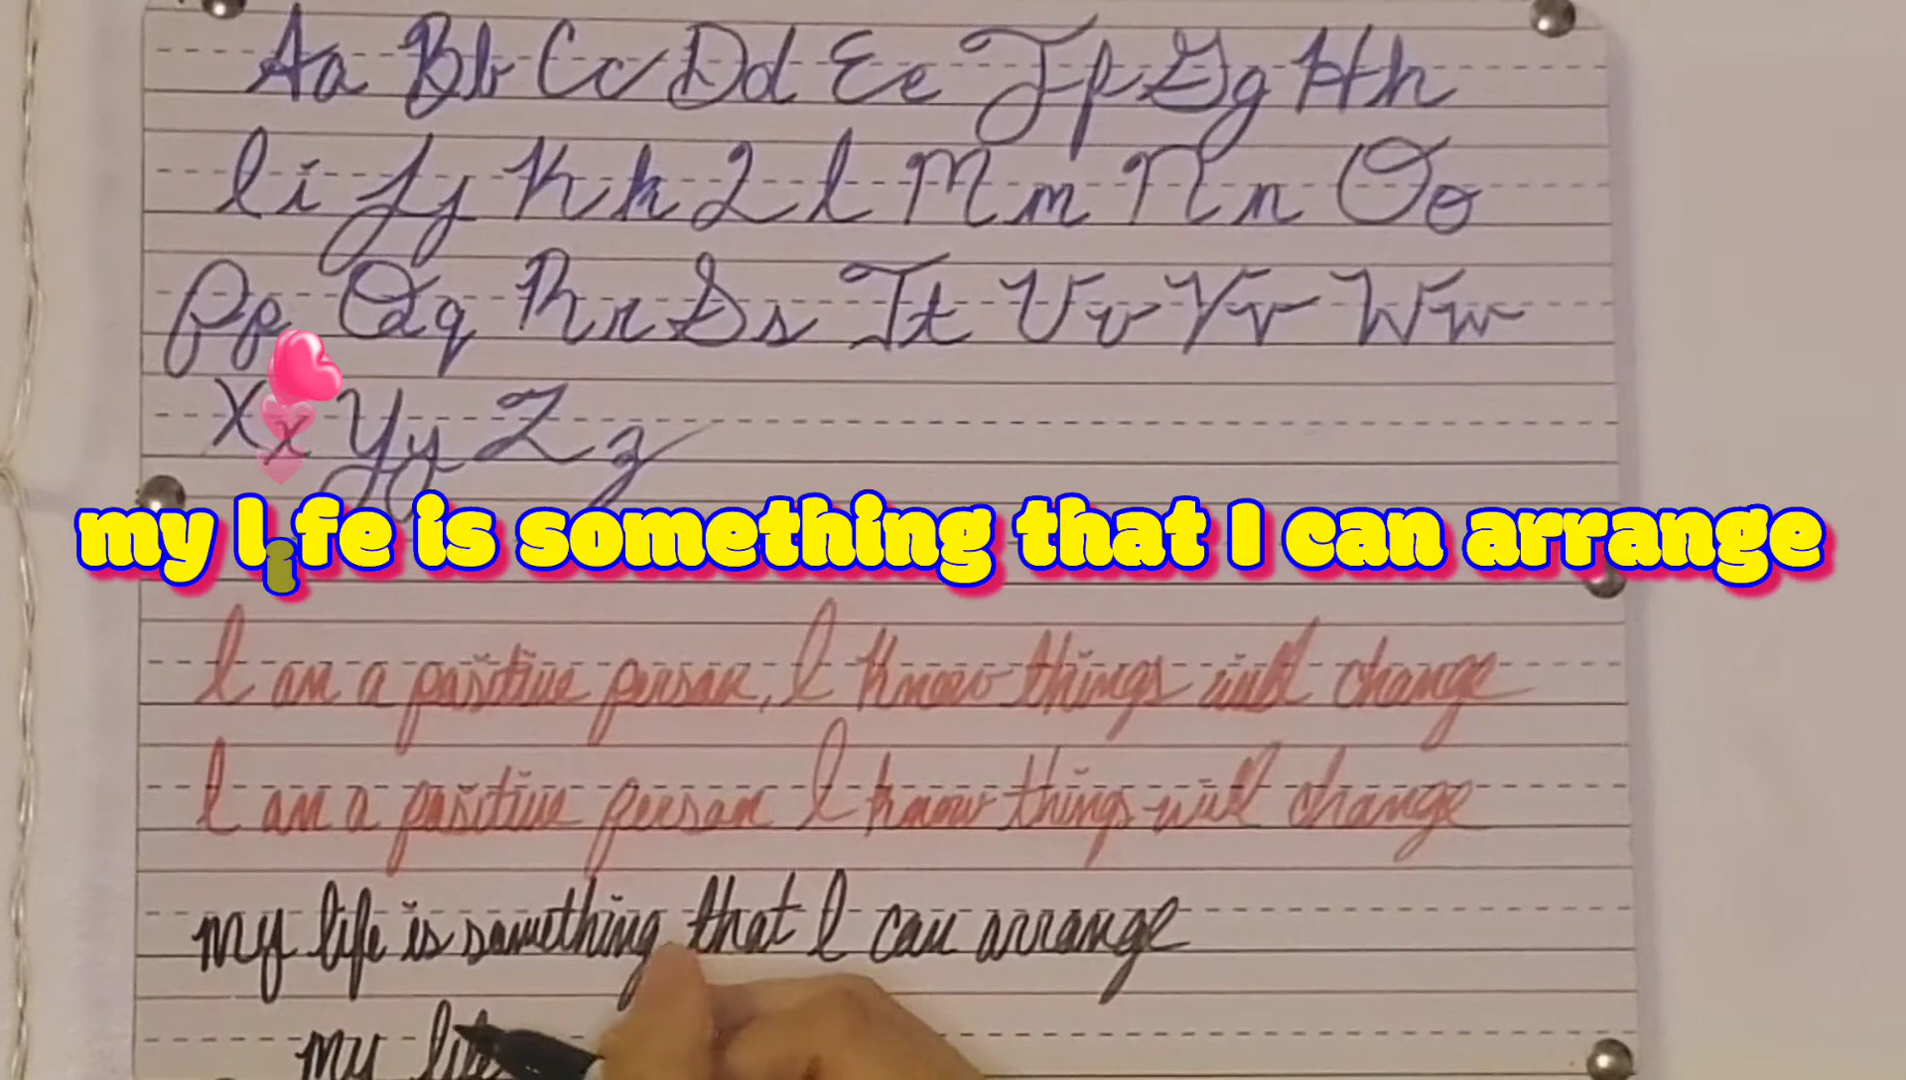 Aa Bb Cc Dd Ee Ff Gg Hh
Ii Jj Kk Ll Mm Nn Oo
Pp Qq Rr Ss Tt Uu Vv Ww
Xx Yy Zz
my life is something that I can arrange
I am a positive person, I know things will change
I am a positive person I know things will change
my life is something that I can arrange
my life